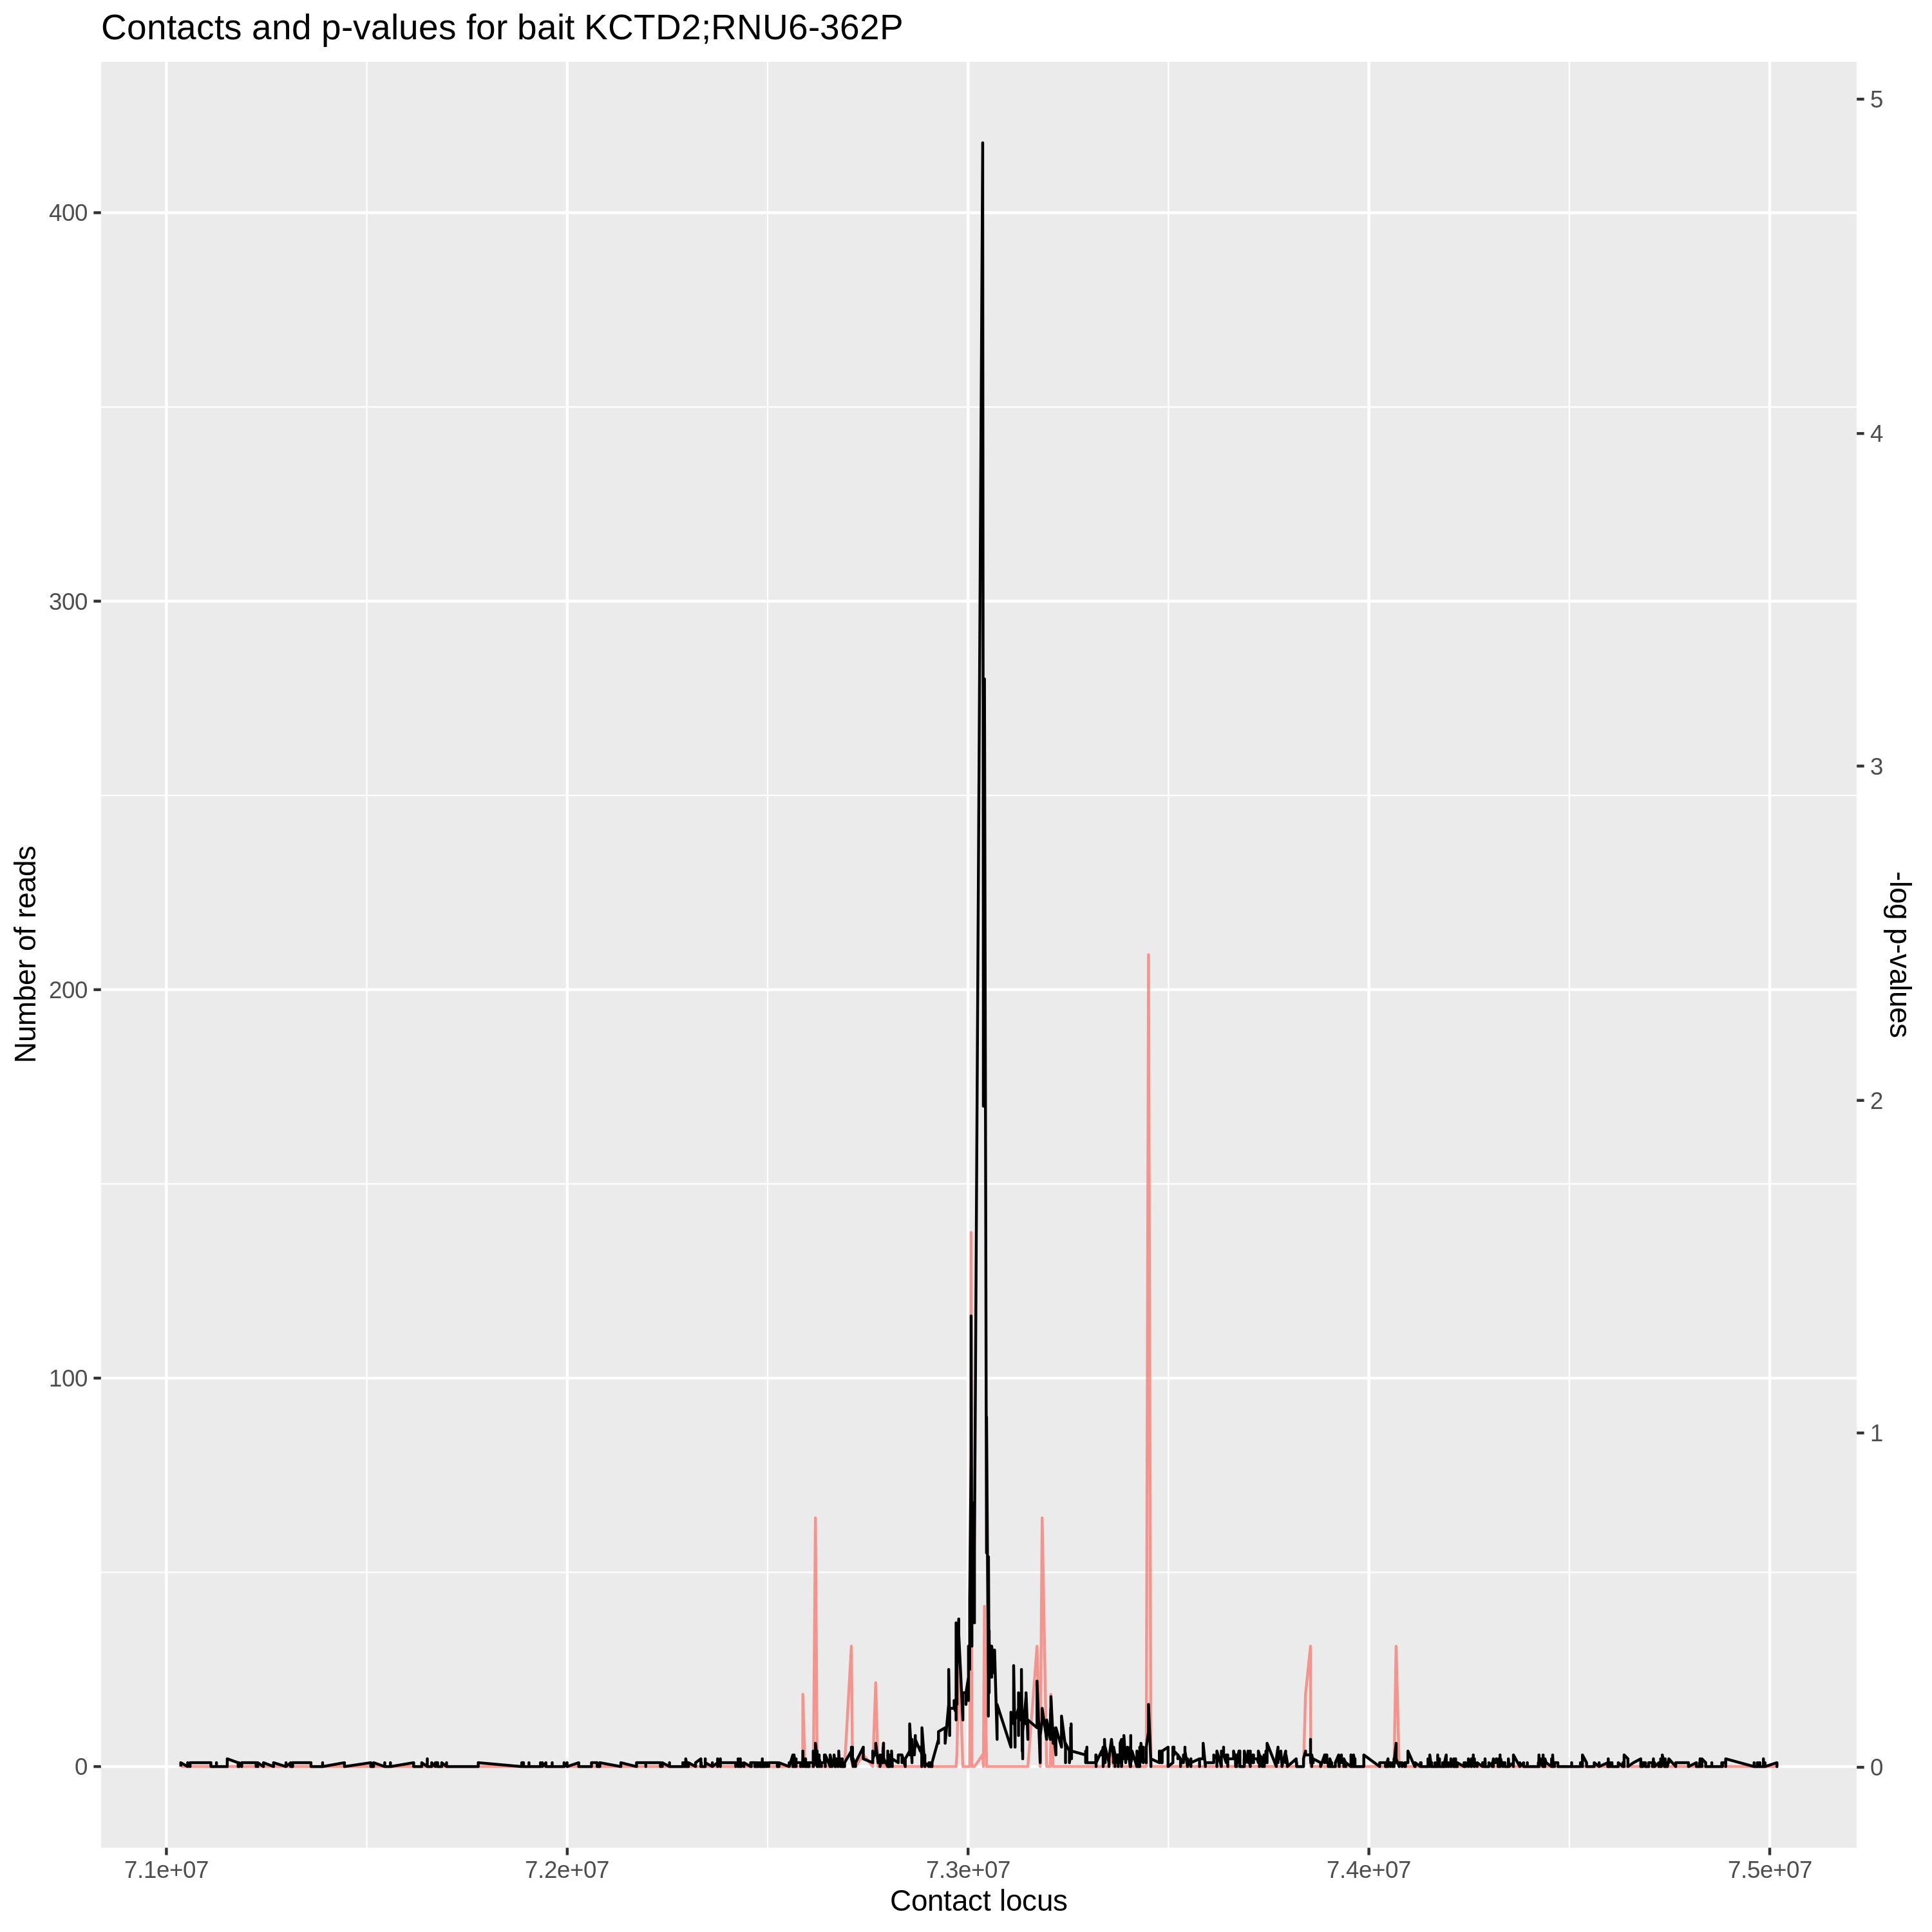 Contacts and p-values for bait KCTD2;RNU6-362P
Number of reads
400
300
200
100
0
5
4
3
2
1
0
-log p-values
7.1e+07
7.2e+07
7.3e+07
7.4e+07
7.5e+07
Contact locus